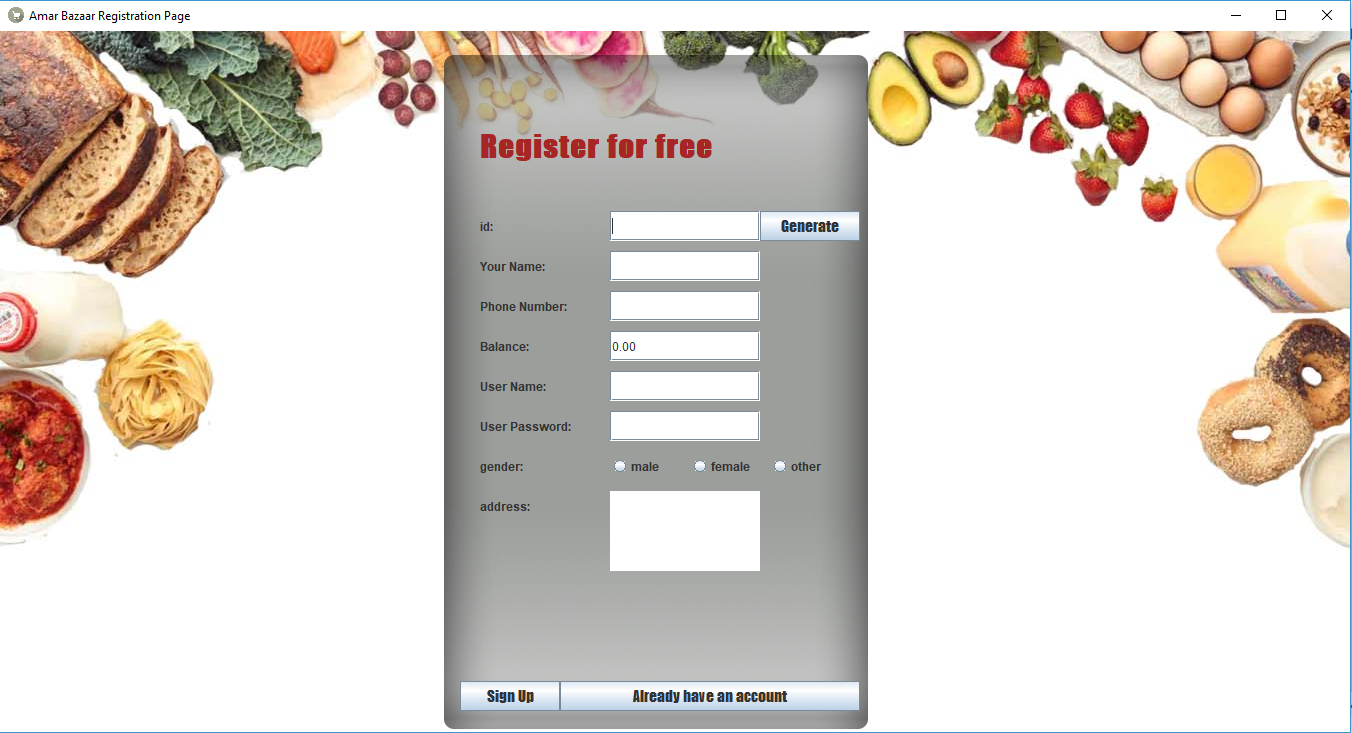 Amar Bazaar Registration Page
Register for free
id: Generate
Your Name:
Phone Number:
Balance: 0.00
User Name:
User Password:
gender: male female other
address:
Sign Up Already have an account